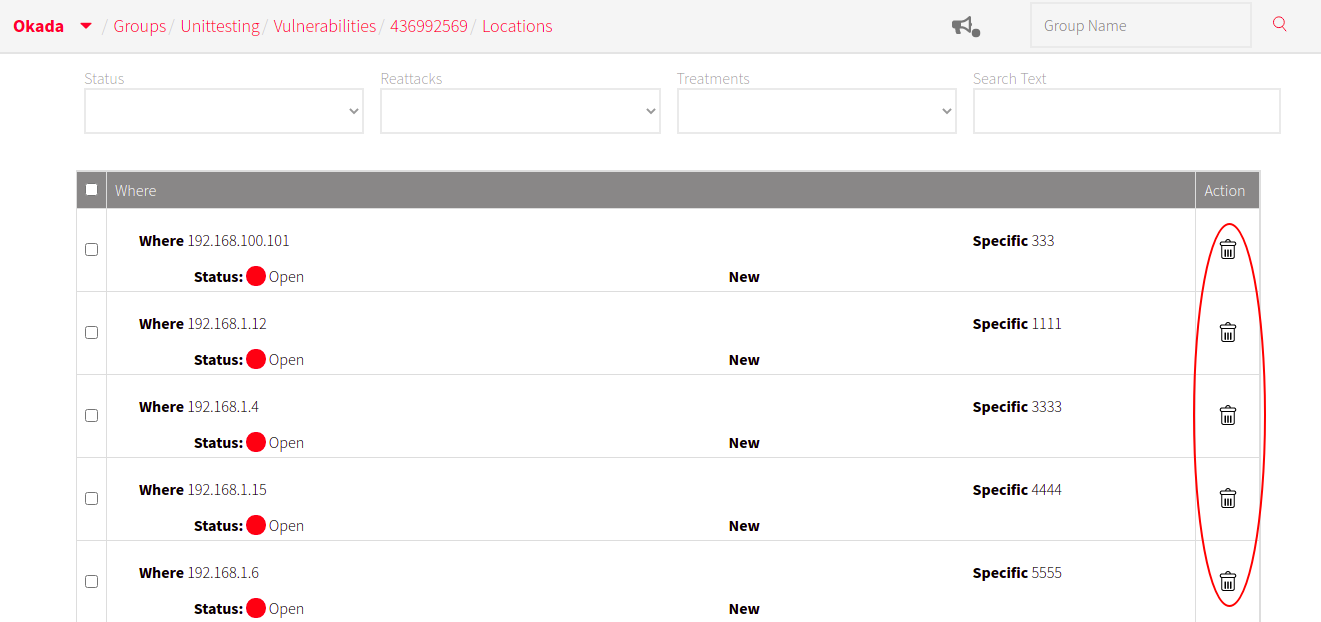 Okada / Groups / Unittesting / Vulnerabilities / 436992569 / Locations Group Name
Status Reattacks Treatments Search Text
Where Action
Where 192.168.100.101 Specific 333
Status: Open New
Where 192.168.1.12 Specific 1111
Status: Open New
Where 192.168.1.4 Specific 3333
Status: Open New
Where 192.168.1.15 Specific 4444
Status: Open New
Where 192.168.1.6 Specific 5555
Status: Open New